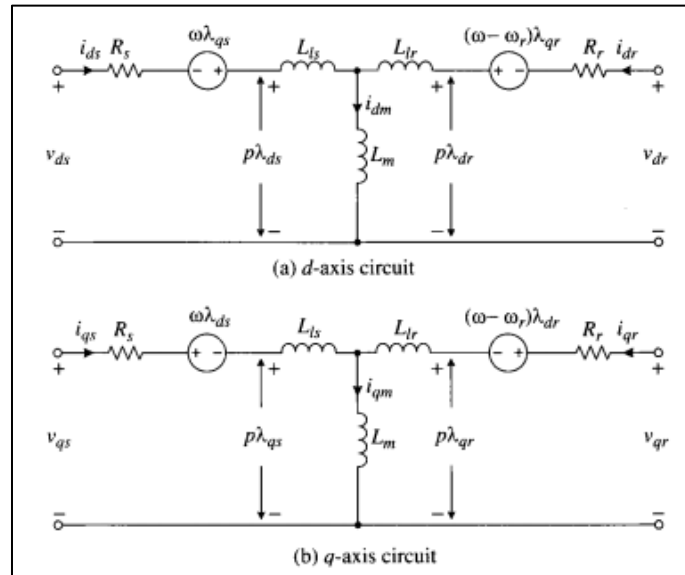 i_ds R_s ωλ_qs L_ls L_lr (ω− ω_r)λ_qr R_r i_dr
+ − + + + + − +
i_dm
v_ds pλ_ds L_m pλ_dr v_dr
− − − −
(a) d-axis circuit
i_qs R_s ωλ_ds L_ls L_lr (ω− ω_r)λ_dr R_r i_qr
+ + − + + − + +
i_qm
v_qs pλ_qs L_m pλ_qr v_qr
− − − −
(b) q-axis circuit